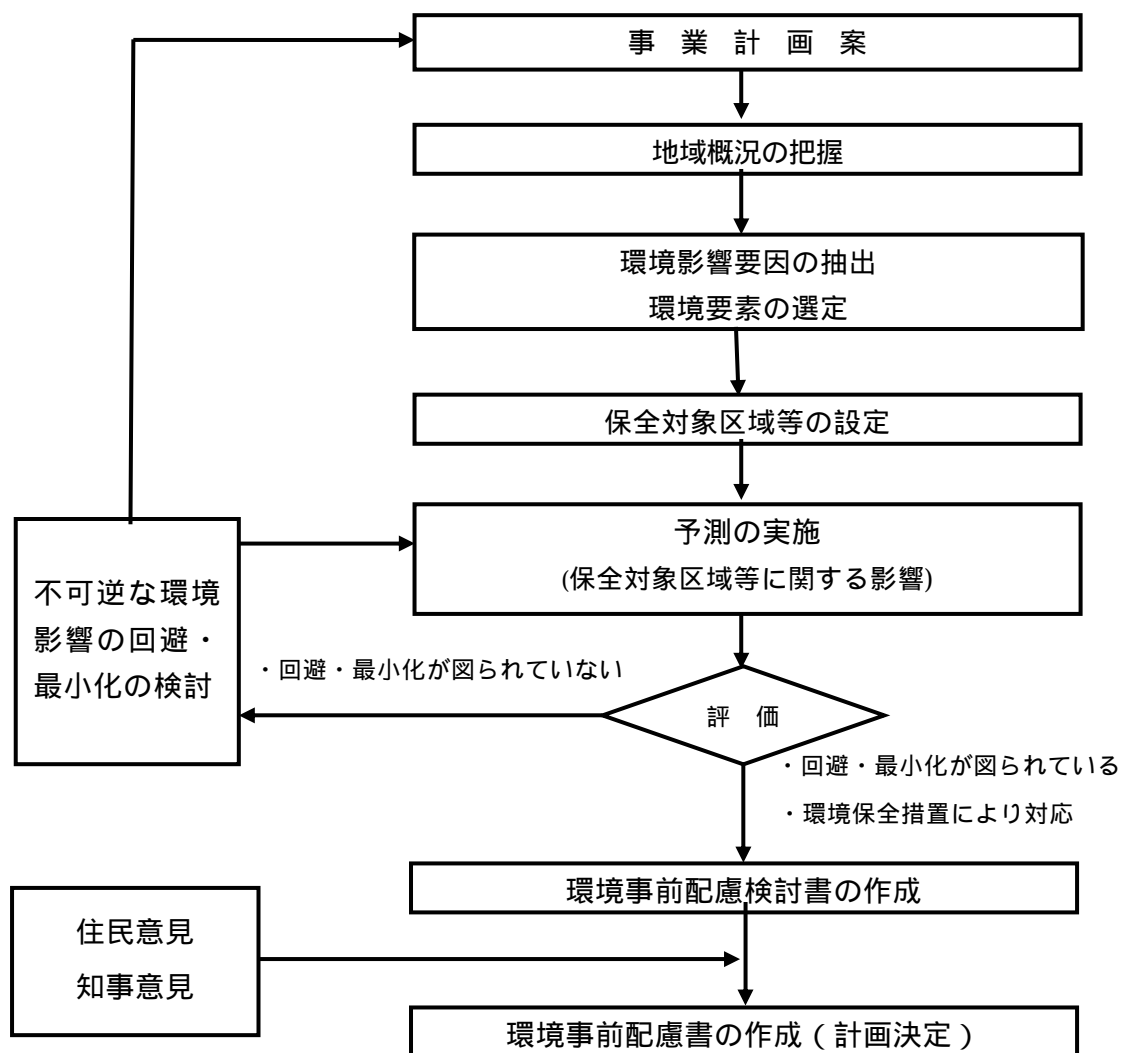 事 業 計 画 案
地域概況の把握
環境影響要因の抽出
環境要素の選定
保全対象区域等の設定
予測の実施
(保全対象区域等に関する影響)
不可逆な環境
影響の回避・
最小化の検討
・回避・最小化が図られていない
評 価
・回避・最小化が図られている
・環境保全措置により対応
環境事前配慮検討書の作成
住民意見
知事意見
環境事前配慮書の作成(計画決定)